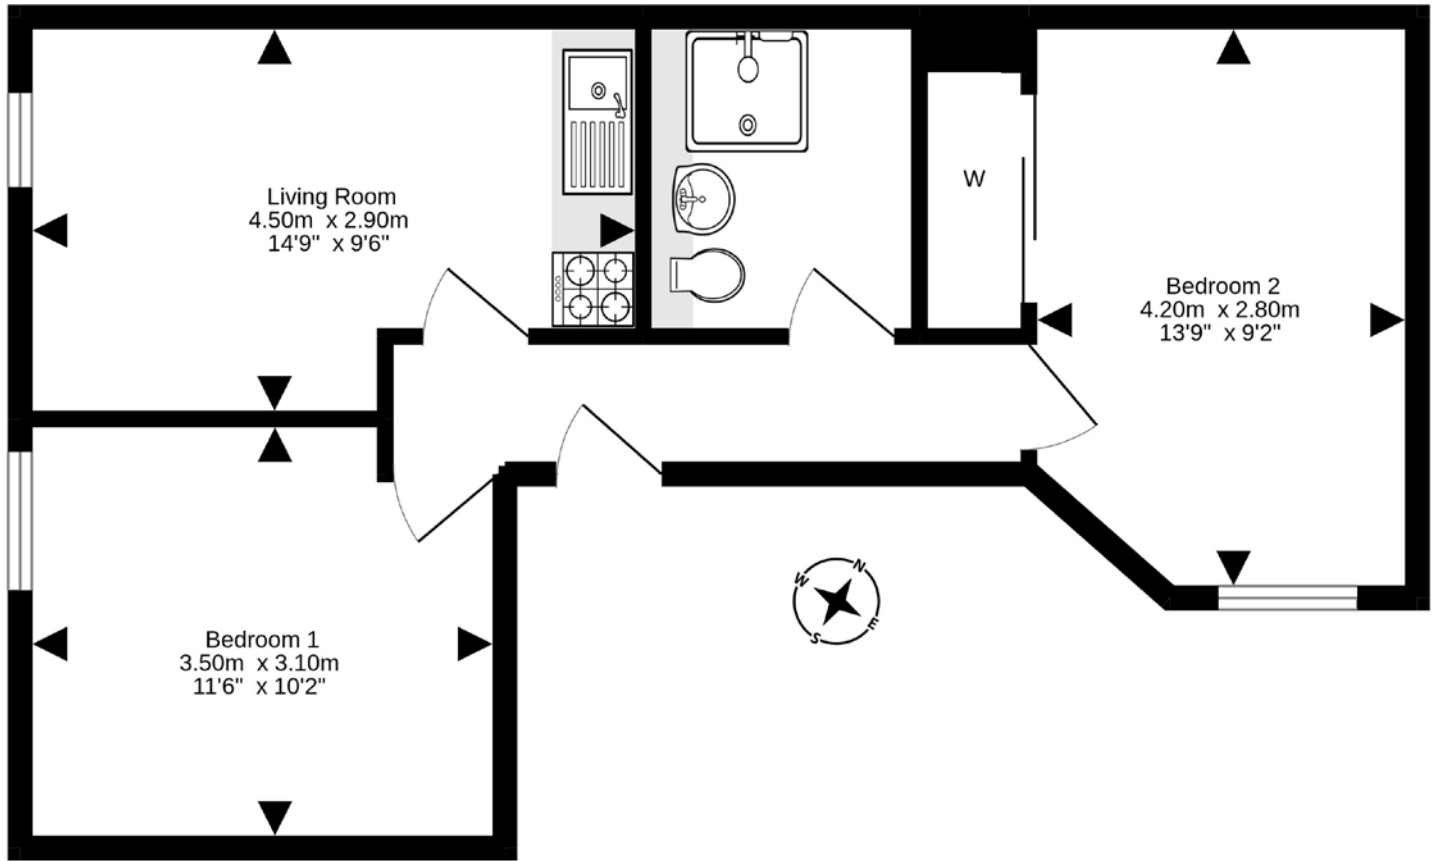 Living Room
4.50m x 2.90m
14'9" x 9'6"
W
Bedroom 2
4.20m x 2.80m
13'9" x 9'2"
N
W
E
S
Bedroom 1
3.50m x 3.10m
11'6" x 10'2"